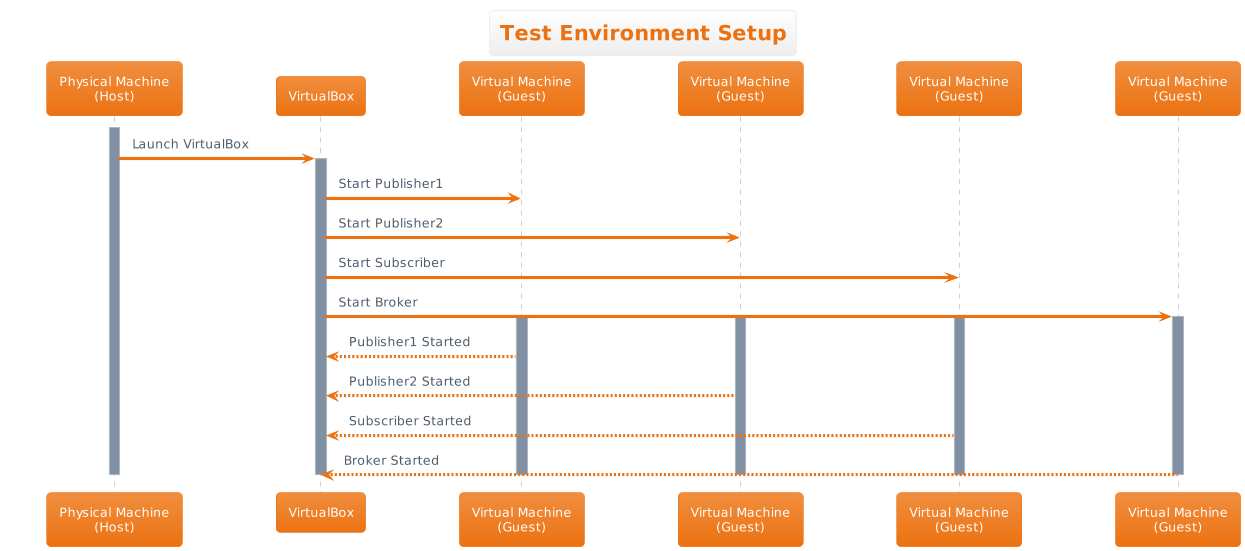 Test Environment Setup
Physical Machine
(Host)
VirtualBox
Virtual Machine
(Guest)
Virtual Machine
(Guest)
Virtual Machine
(Guest)
Virtual Machine
(Guest)
Launch VirtualBox
Start Publisher1
Start Publisher2
Start Subscriber
Start Broker
Publisher1 Started
Publisher2 Started
Subscriber Started
Broker Started
Physical Machine
(Host)
VirtualBox
Virtual Machine
(Guest)
Virtual Machine
(Guest)
Virtual Machine
(Guest)
Virtual Machine
(Guest)